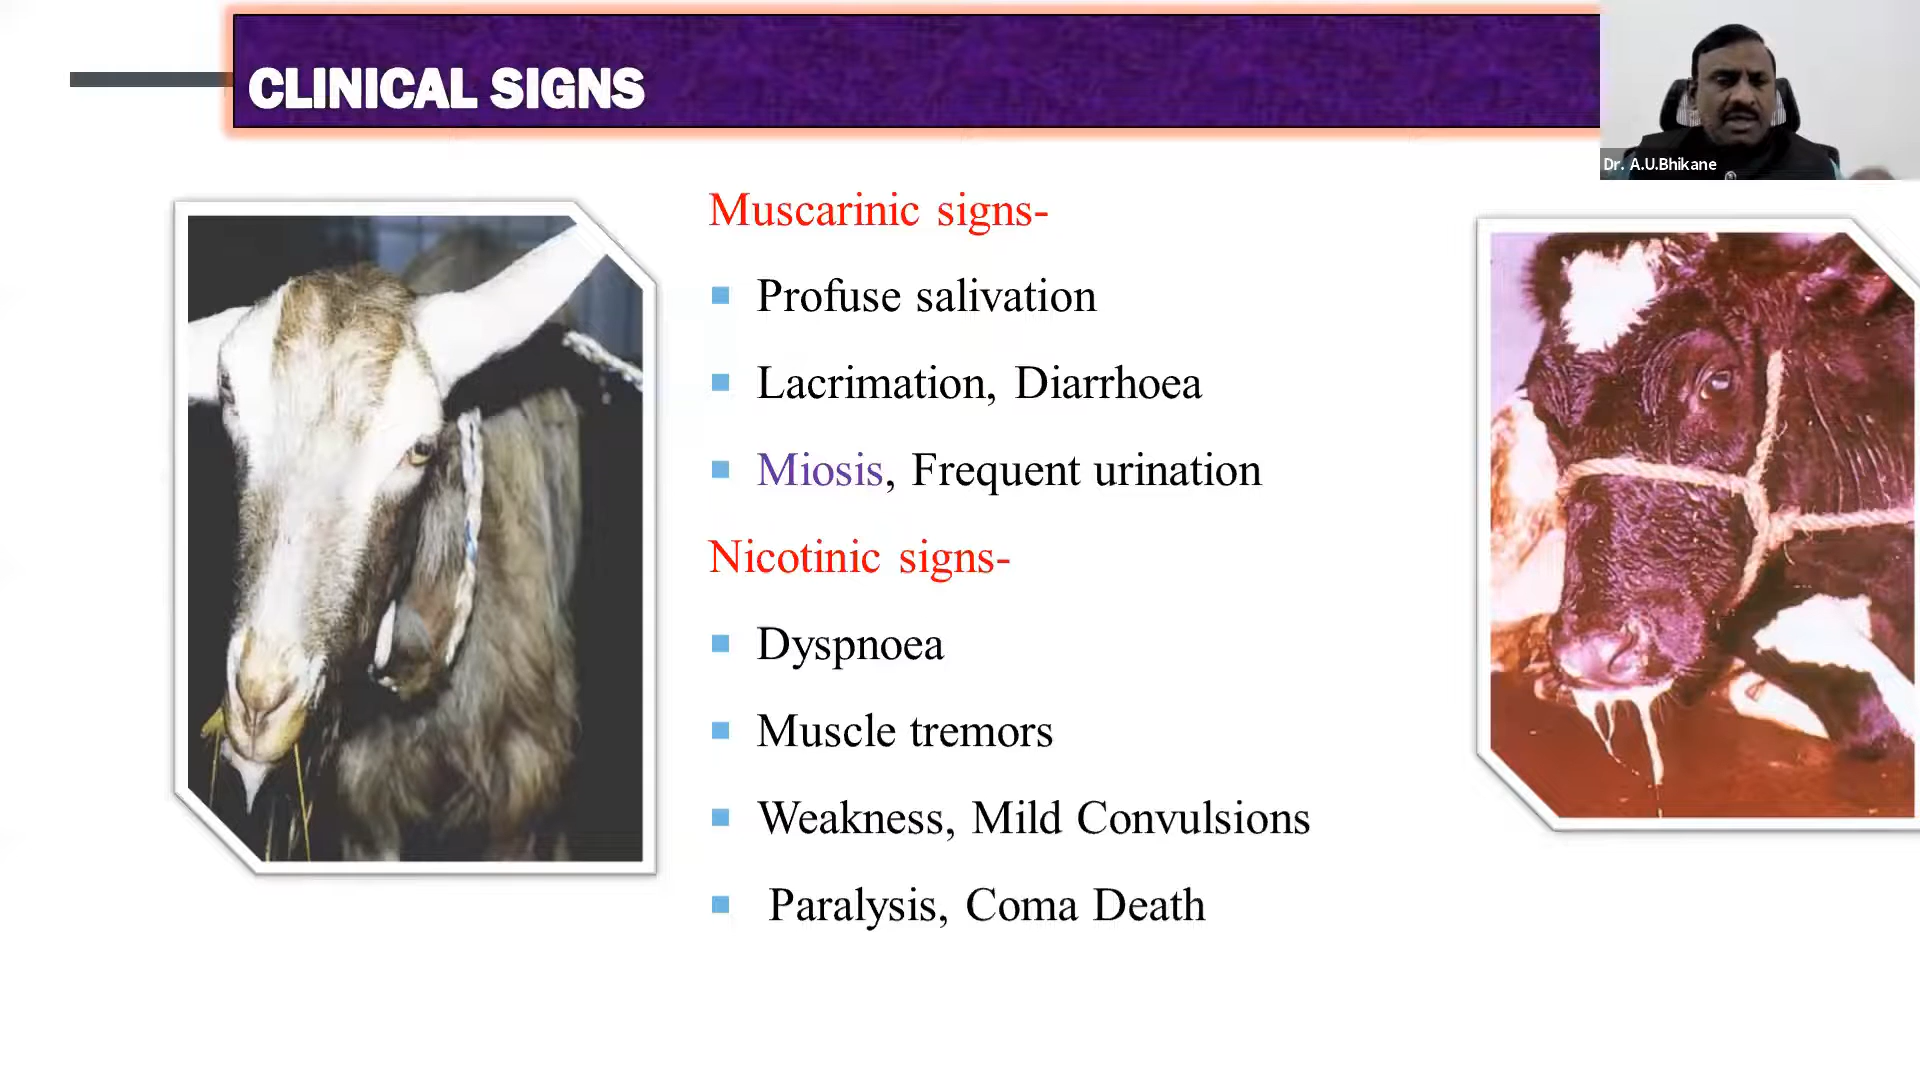 CLINICAL SIGNS
Dr. A.U.Bhikane
Muscarinic signs-
Profuse salivation
Lacrimation, Diarrhoea
Miosis, Frequent urination
Nicotinic signs-
Dyspnoea
Muscle tremors
Weakness, Mild Convulsions
Paralysis, Coma Death